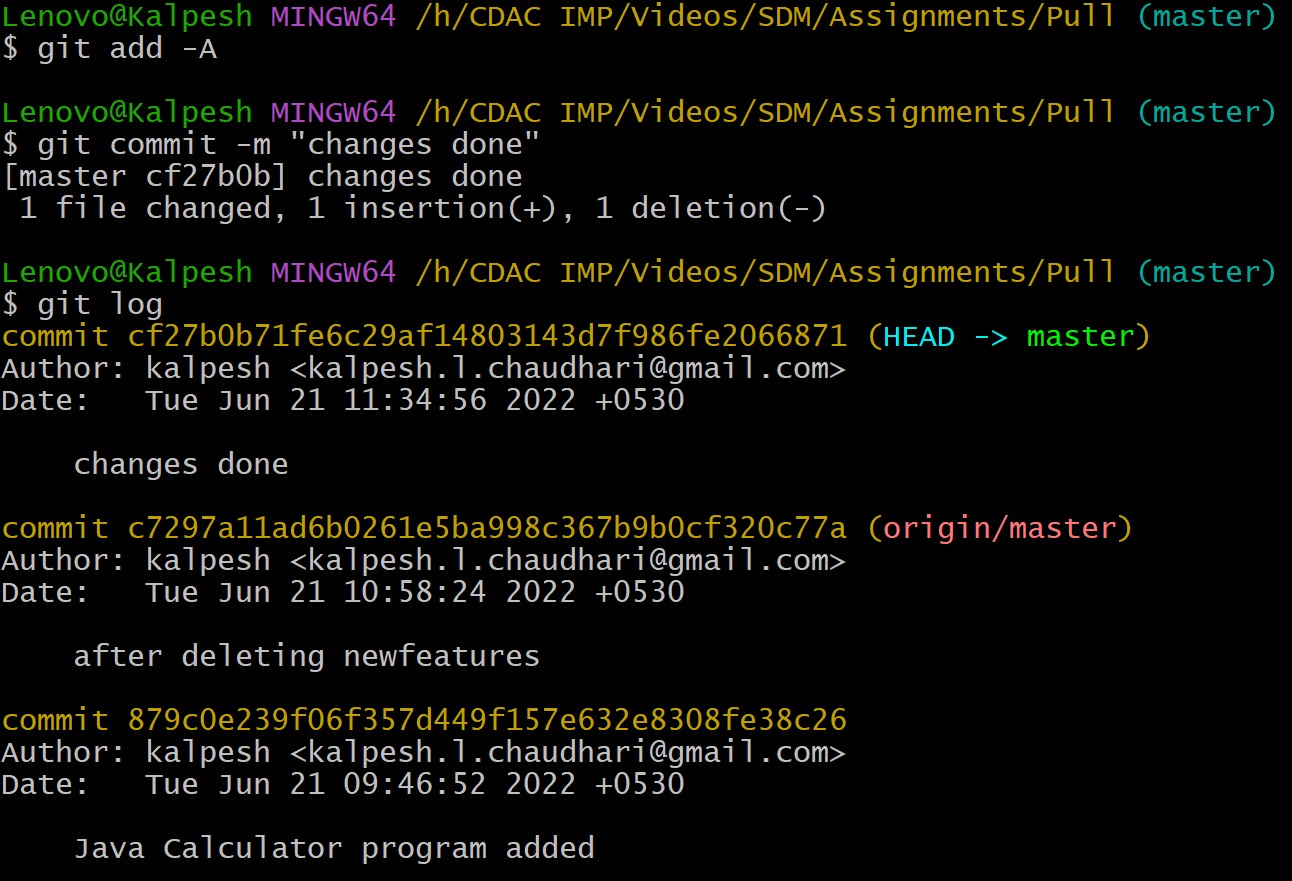 Lenovo@Kalpesh MINGW64 /h/CDAC IMP/Videos/SDM/Assignments/Pull (master)
$ git add -A
Lenovo@Kalpesh MINGW64 /h/CDAC IMP/Videos/SDM/Assignments/Pull (master)
$ git commit -m "changes done"
[master cf27b0b] changes done
1 file changed, 1 insertion(+), 1 deletion(-)
Lenovo@Kalpesh MINGW64 /h/CDAC IMP/Videos/SDM/Assignments/Pull (master)
$ git log
commit cf27b0b71fe6c29af14803143d7f986fe2066871 (HEAD -> master)
Author: kalpesh <kalpesh.l.chaudhari@gmail.com>
Date:   Tue Jun 21 11:34:56 2022 +0530
changes done
commit c7297a11ad6b0261e5ba998c367b9b0cf320c77a (origin/master)
Author: kalpesh <kalpesh.l.chaudhari@gmail.com>
Date:   Tue Jun 21 10:58:24 2022 +0530
after deleting newfeatures
commit 879c0e239f06f357d449f157e632e8308fe38c26
Author: kalpesh <kalpesh.l.chaudhari@gmail.com>
Date:   Tue Jun 21 09:46:52 2022 +0530
Java Calculator program added